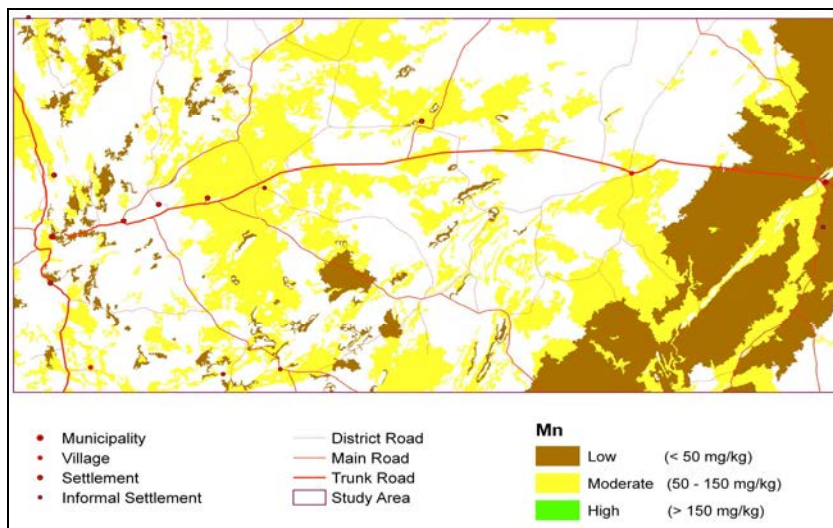 Municipality
Village
Settlement
Informal Settlement
District Road
Main Road
Trunk Road
Study Area
Mn
Low (< 50 mg/kg)
Moderate (50 - 150 mg/kg)
High (> 150 mg/kg)